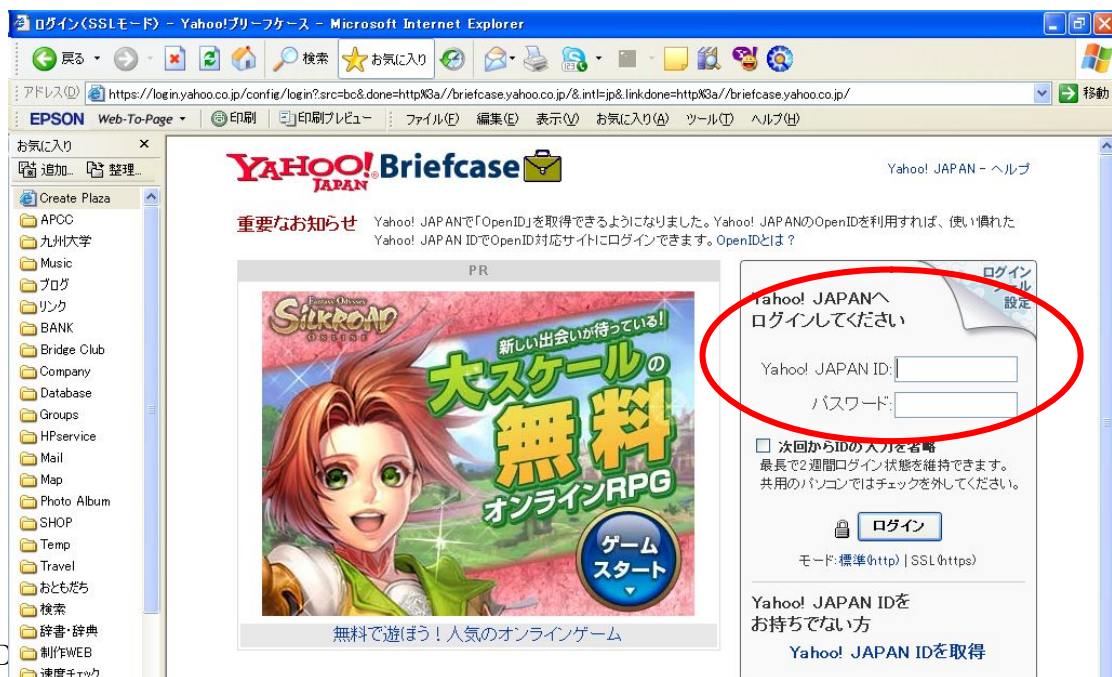 ログイン(SSLモード) - Yahoo!ブリーフケース - Microsoft Internet Explorer
戻る 検索 お気に入り
アドレス(D) https://login.yahoo.co.jp/config/login?.src=bc&.done=http%3a//briefcase.yahoo.co.jp/&.intl=jp&.linkdone=http%3a//briefcase.yahoo.co.jp/ 移動
EPSON Web-To-Page 印刷 印刷プレビュー ファイル(F) 編集(E) 表示(V) お気に入り(A) ツール(T) ヘルプ(H)
お気に入り ×
追加... 整理...
Create Plaza
APCC
九州大学
Music
ブログ
リンク
BANK
Bridge Club
Company
Database
Groups
HPservice
Mail
Map
Photo Album
SHOP
Temp
Travel
おともだち
検索
辞書・辞典
制作WEB
速度チェック
YAHOO! JAPAN Briefcase
Yahoo! JAPAN - ヘルプ
重要なお知らせ Yahoo! JAPANで「OpenID」を取得できるようになりました。Yahoo! JAPANのOpenIDを利用すれば、使い慣れた
Yahoo! JAPAN IDでOpenID対応サイトにログインできます。OpenIDとは？
PR
Fantasy Odyssey
SILKROAD
ONLINE
新しい出会いが待っている!
大スケールの
無料
オンラインRPG
ゲーム
スタート
無料で遊ぼう！人気のオンラインゲーム
ログイン
シール
設定
Yahoo! JAPANへ
ログインしてください
Yahoo! JAPAN ID:
パスワード:
次回からIDの入力を省略
最長で2週間ログイン状態を維持できます。
共用のパソコンではチェックを外してください。
ログイン
モード:標準(http) | SSL(https)
Yahoo! JAPAN IDを
お持ちでない方
Yahoo! JAPAN IDを取得